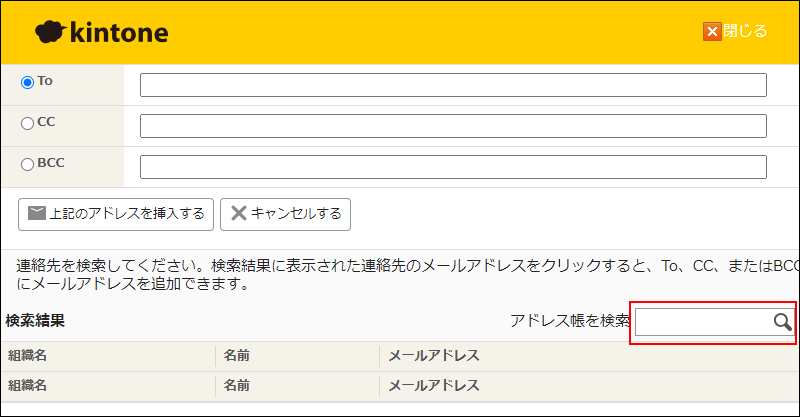 kintone
閉じる
To
CC
BCC
上記のアドレスを挿入する キャンセルする
連絡先を検索してください。検索結果に表示された連絡先のメールアドレスをクリックすると、To、CC、またはBCC
にメールアドレスを追加できます。
検索結果 アドレス帳を検索
組織名 名前 メールアドレス
組織名 名前 メールアドレス